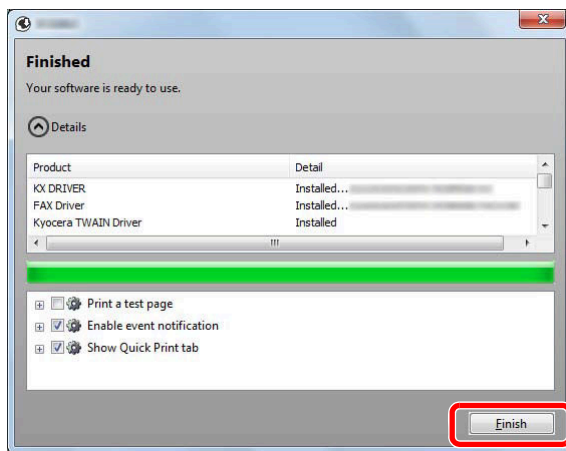 Finished
Your software is ready to use.
Details
Product Detail
KX DRIVER Installed...
FAX Driver Installed...
Kyocera TWAIN Driver Installed
Print a test page
Enable event notification
Show Quick Print tab
Finish